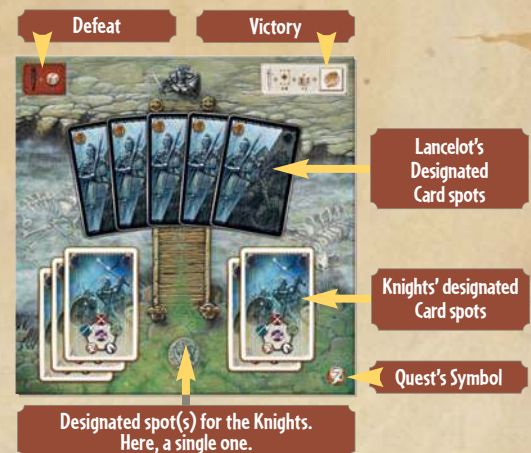 Defeat
Victory
Lancelot's
Designated
Card spots
Knights' designated
Card spots
Quest's Symbol
Designated spot(s) for the Knights.
Here, a single one.